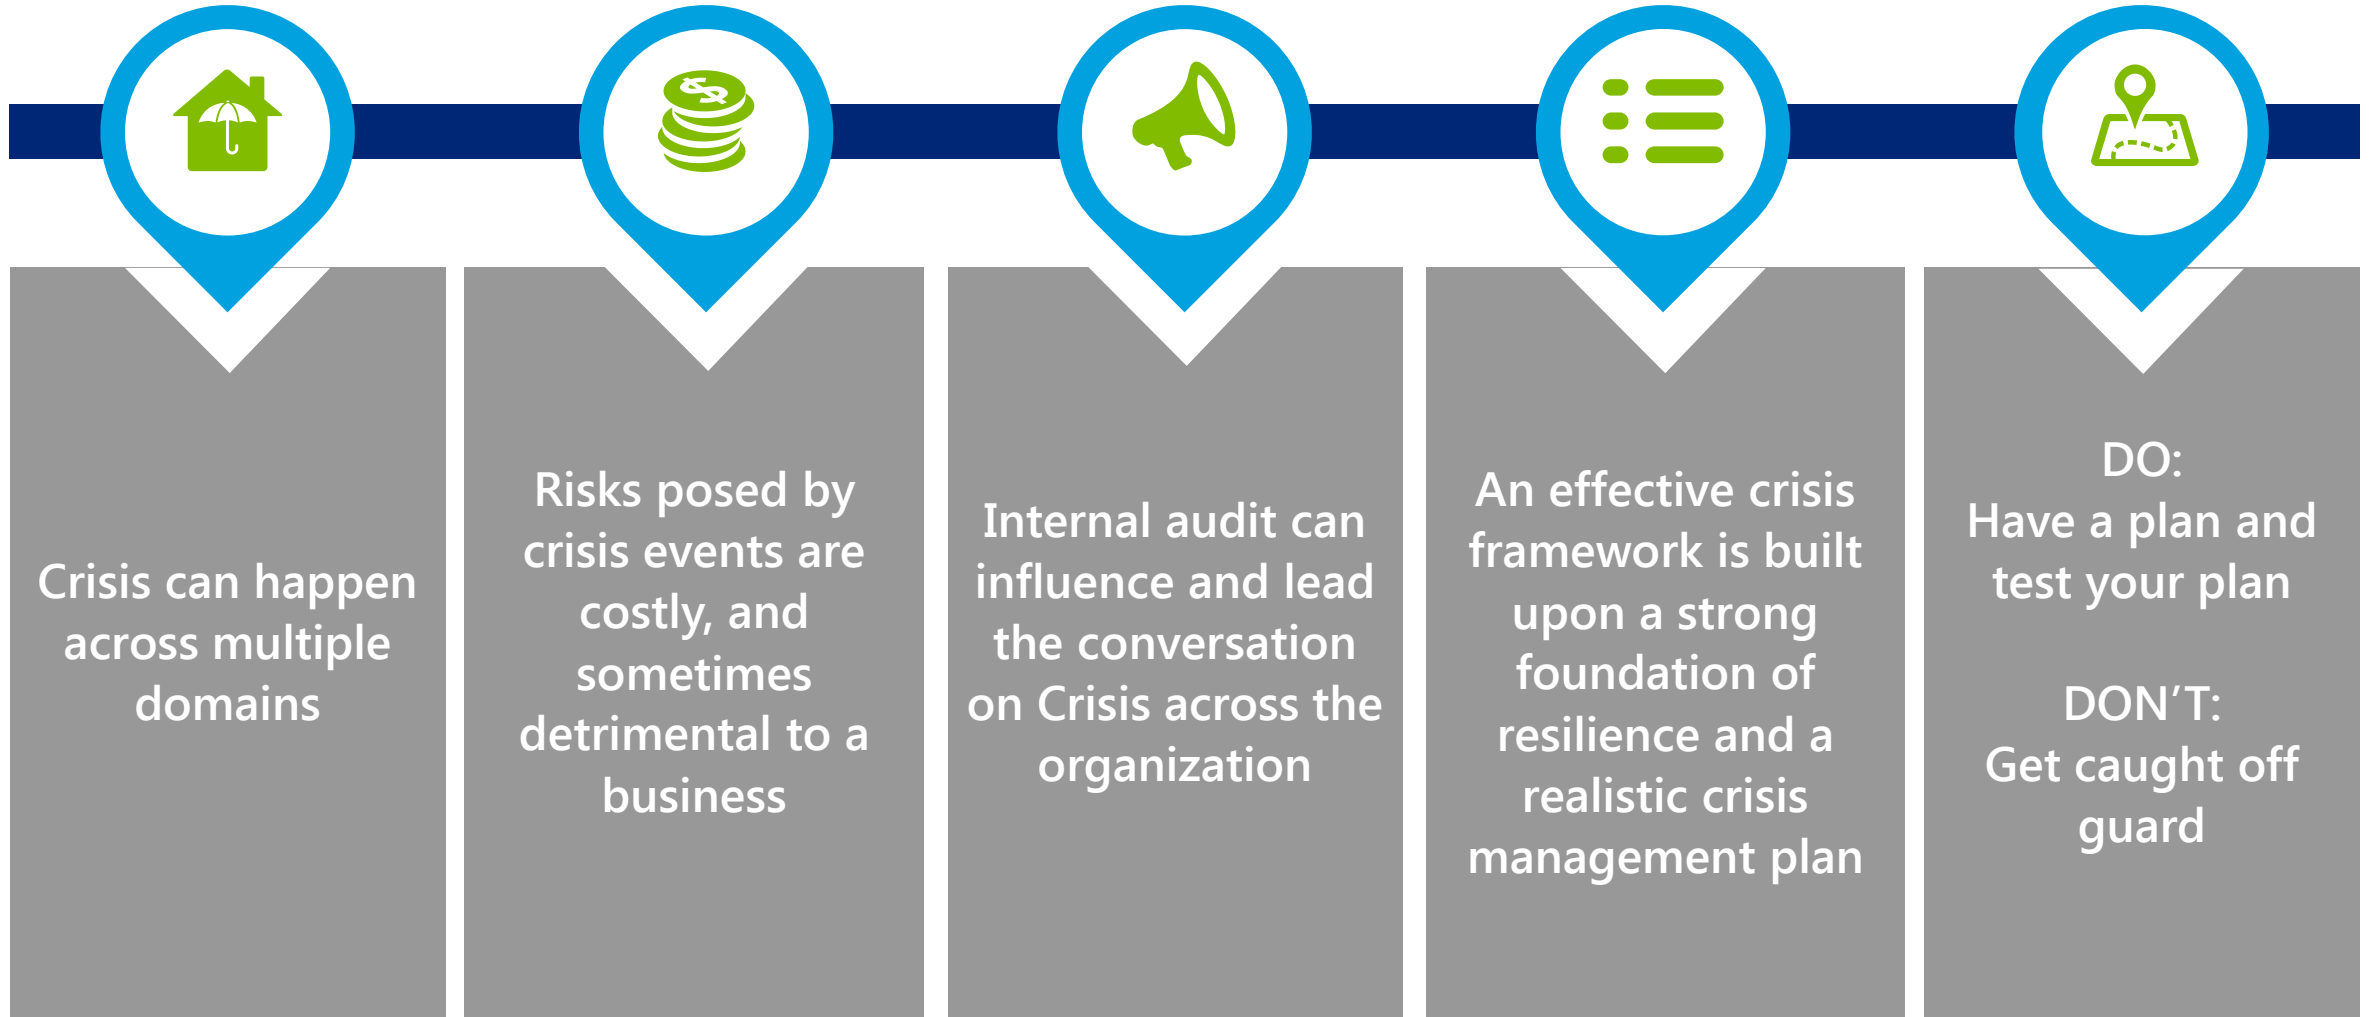 Crisis can happen
across multiple
domains
Risks posed by
crisis events are
costly, and
sometimes
detrimental to a
business
Internal audit can
influence and lead
the conversation
on Crisis across the
organization
An effective crisis
framework is built
upon a strong
foundation of
resilience and a
realistic crisis
management plan
DO:
Have a plan and
test your plan
DON’T:
Get caught off
guard